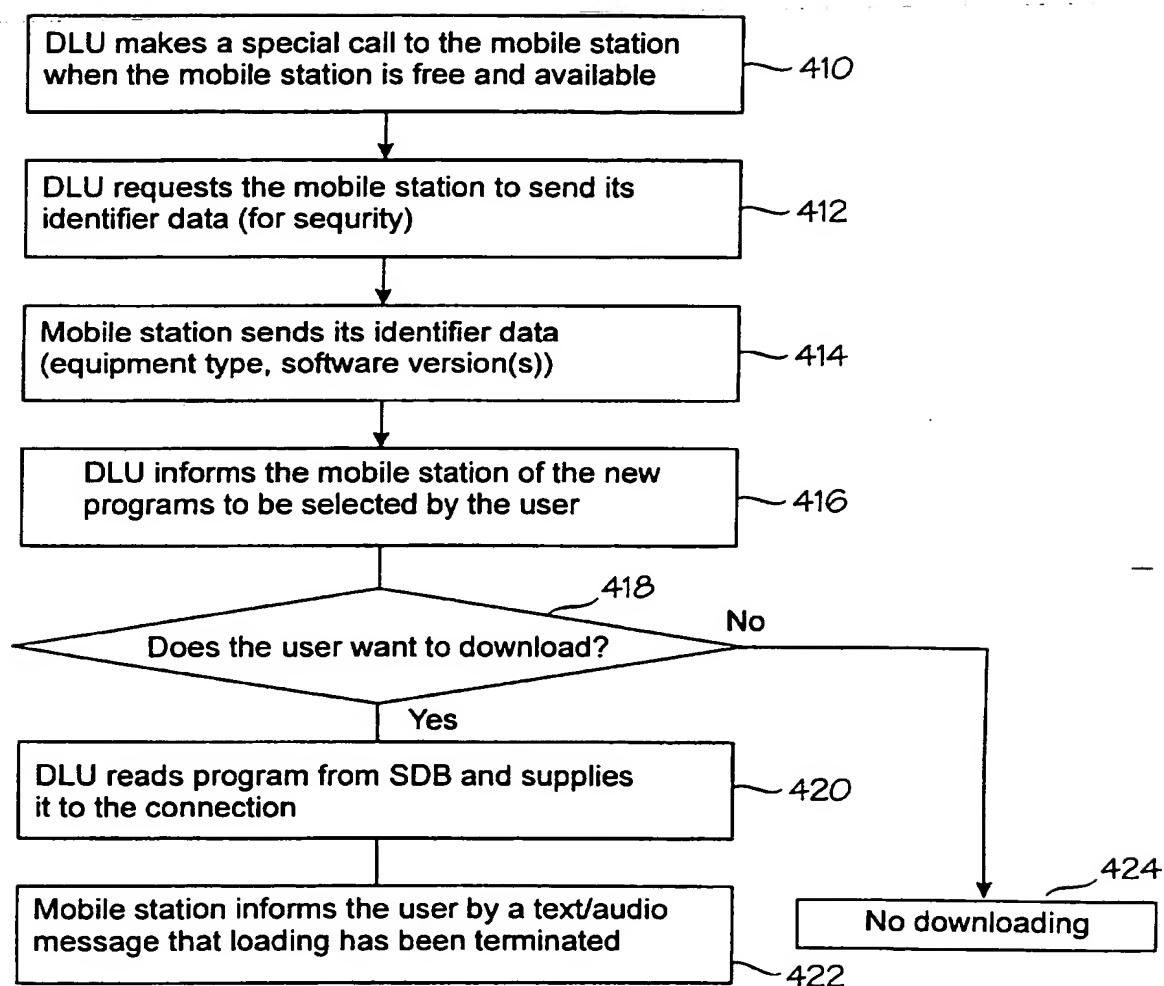 DLU makes a special call to the mobile station
when the mobile station is free and available
410
DLU requests the mobile station to send its
identifier data (for sequrity)
412
Mobile station sends its identifier data
(equipment type, software version(s))
414
DLU informs the mobile station of the new
programs to be selected by the user
416
418
Does the user want to download?
No
Yes
DLU reads program from SDB and supplies
it to the connection
420
Mobile station informs the user by a text/audio
message that loading has been terminated
422
424
No downloading